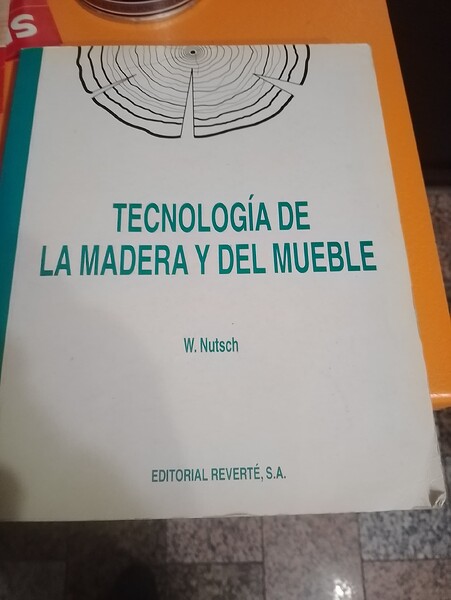 S
TECNOLOGÍA DE
LA MADERA Y DEL MUEBLE
W. Nutsch
EDITORIAL REVERTÉ, S.A.